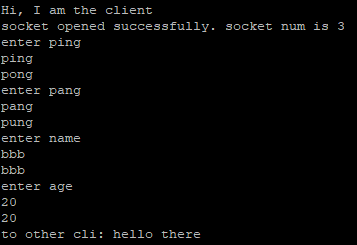 Hi, I am the client
socket opened successfully. socket num is 3
enter ping
ping
pong
enter pang
pang
pung
enter name
bbb
bbb
enter age
20
20
to other cli: hello there